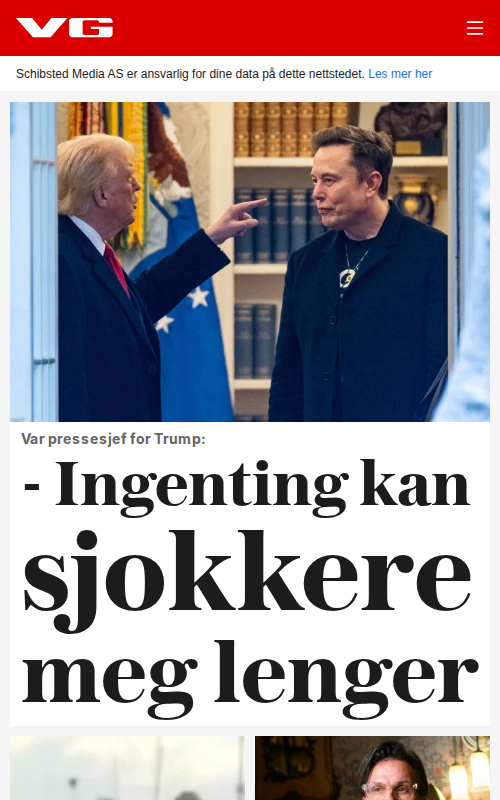 VG
Schibsted Media AS er ansvarlig for dine data på dette nettstedet. Les mer her
Var pressesjef for Trump:
- Ingenting kan
sjokkere
meg lenger